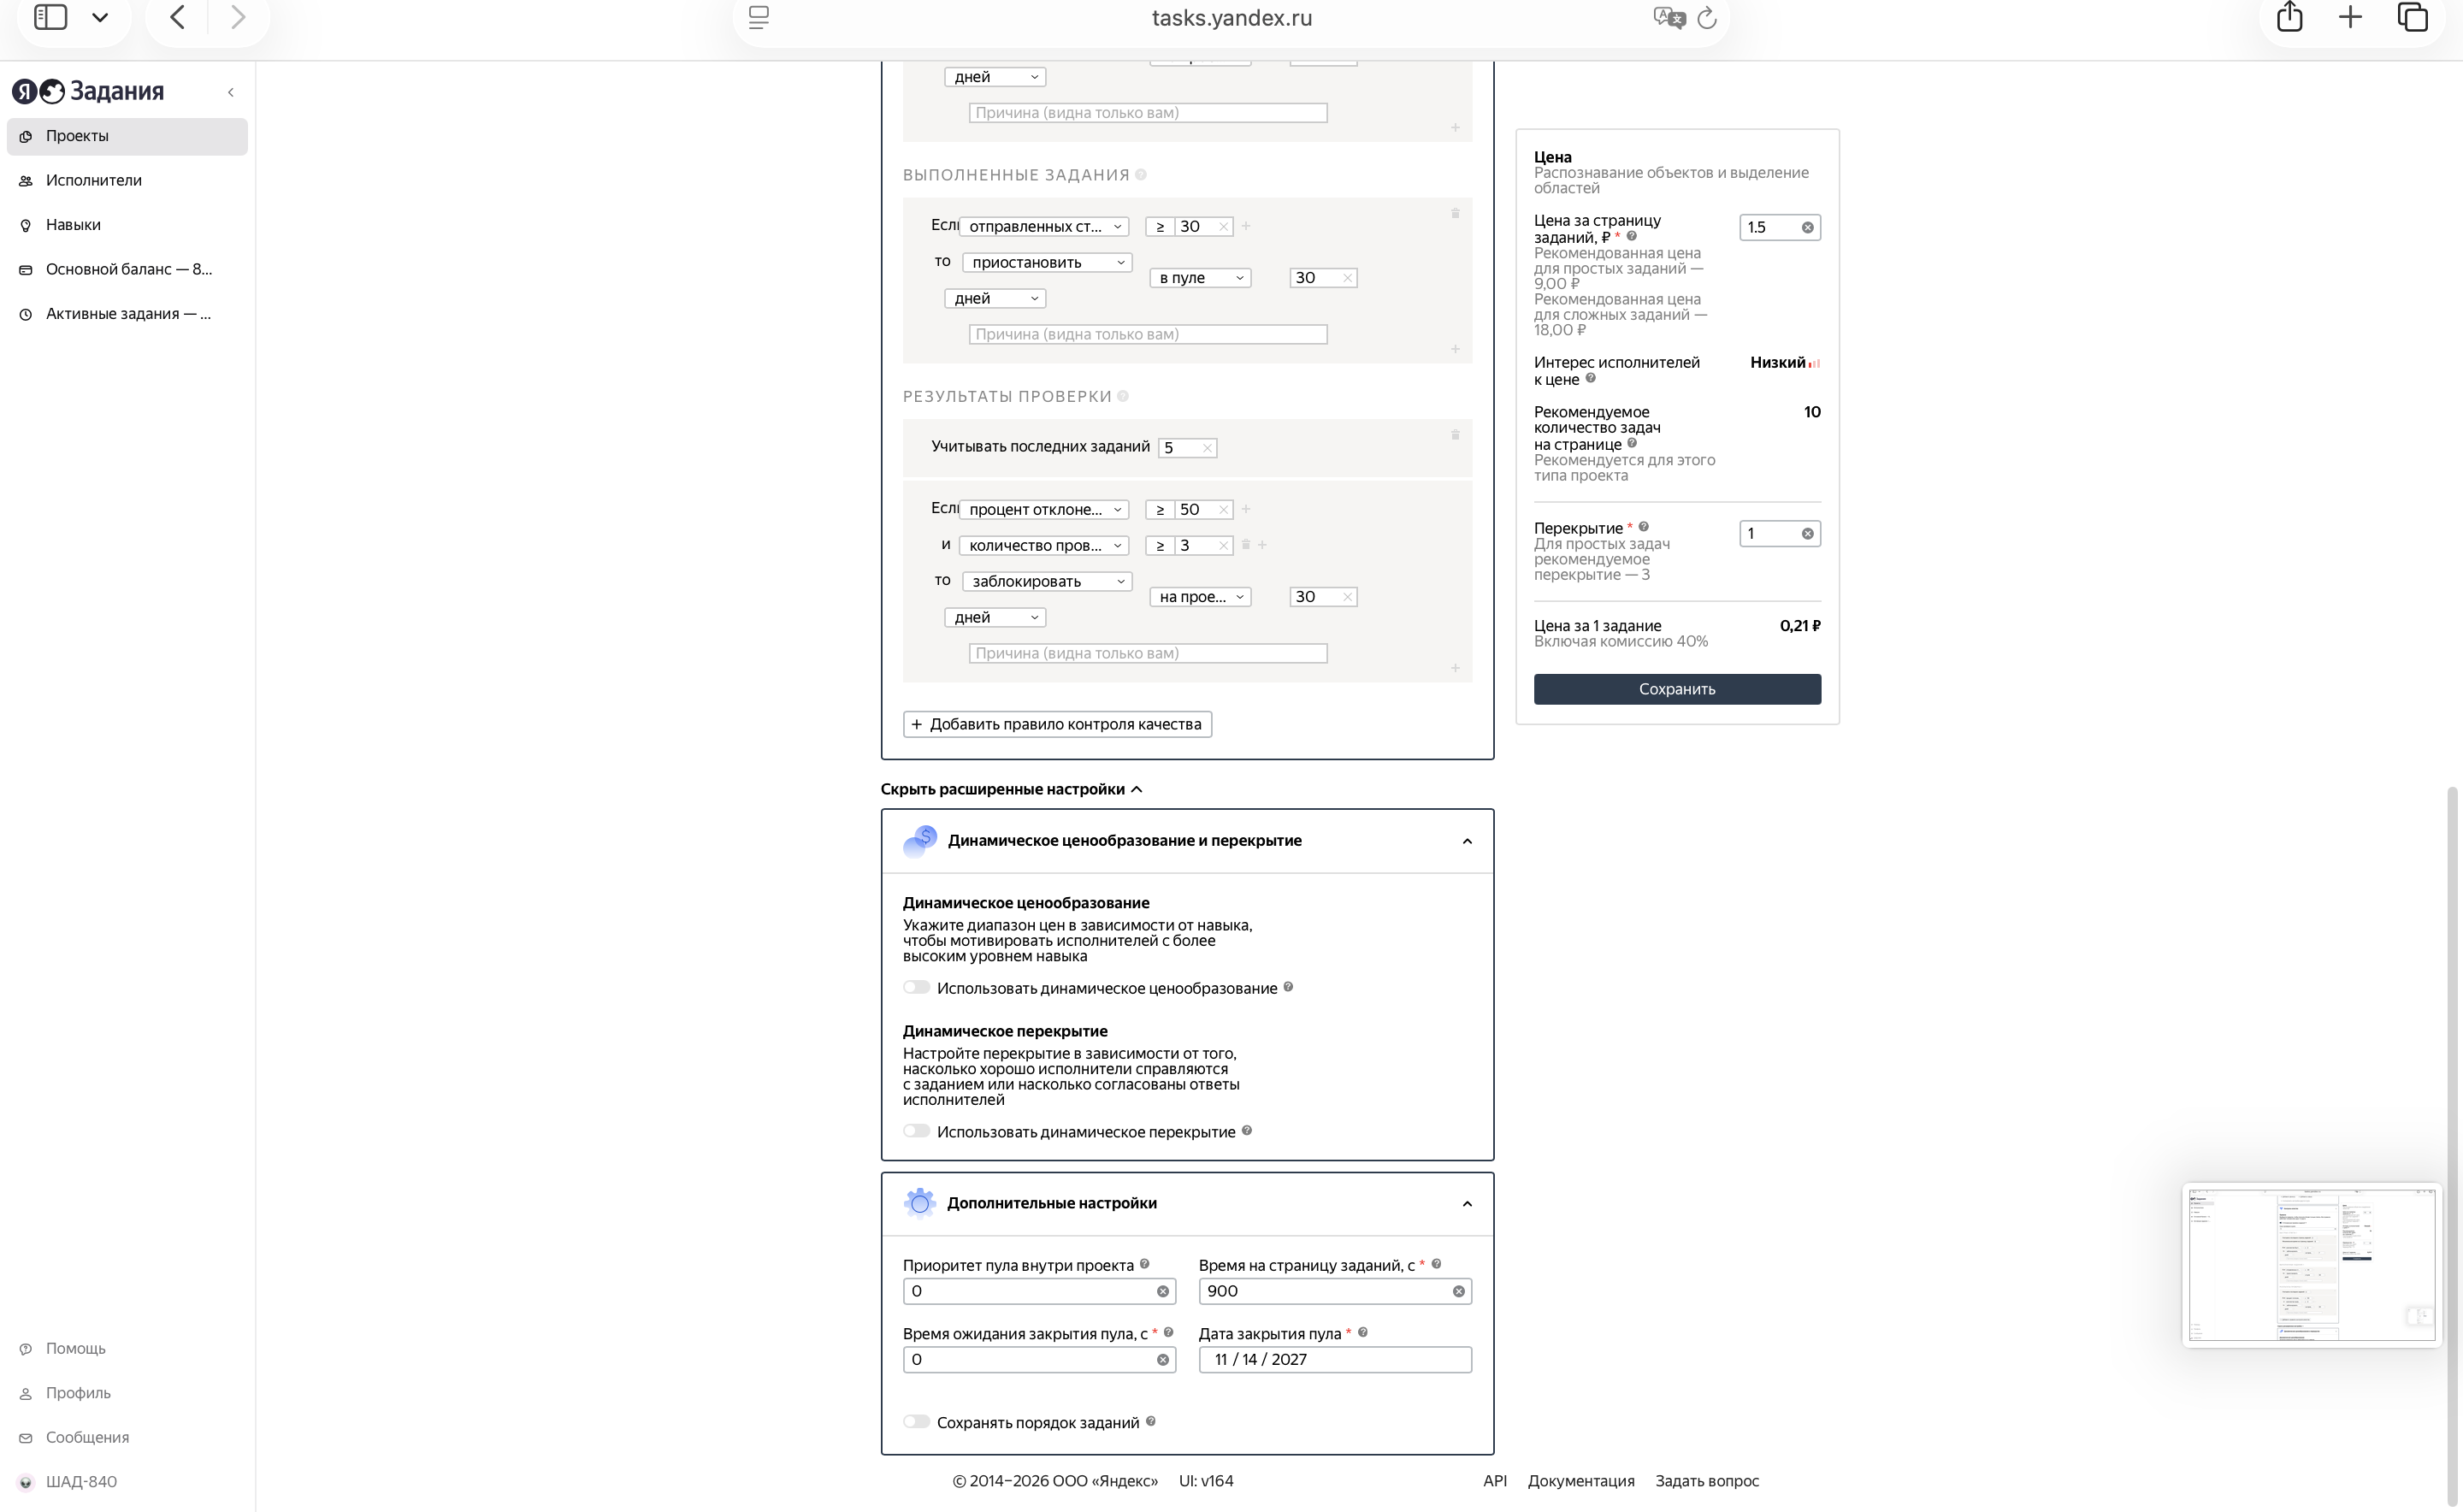 tasks.yandex.ru
Я Задания
Проекты
Исполнители
Навыки
Основной баланс — 8...
Активные задания — ...
Помощь
Профиль
Сообщения
ШАД-840
дней
Причина (видна только вам)
ВЫПОЛНЕННЫЕ ЗАДАНИЯ
Если отправленных ст... ≥ 30
то приостановить
в пуле 30
дней
Причина (видна только вам)
РЕЗУЛЬТАТЫ ПРОВЕРКИ
Учитывать последних заданий 5
Если процент отклоне... ≥ 50
и количество пров... ≥ 3
то заблокировать
на прое... 30
дней
Причина (видна только вам)
+ Добавить правило контроля качества
Скрыть расширенные настройки
Динамическое ценообразование и перекрытие
Динамическое ценообразование
Укажите диапазон цен в зависимости от навыка,
чтобы мотивировать исполнителей с более
высоким уровнем навыка
Использовать динамическое ценообразование
Динамическое перекрытие
Настройте перекрытие в зависимости от того,
насколько хорошо исполнители справляются
с заданием или насколько согласованы ответы
исполнителей
Использовать динамическое перекрытие
Дополнительные настройки
Приоритет пула внутри проекта
0
Время на страницу заданий, с *
900
Время ожидания закрытия пула, с *
0
Дата закрытия пула *
11 / 14 / 2027
Сохранять порядок заданий
Цена
Распознавание объектов и выделение
областей
Цена за страницу
заданий, ₽ *
1.5
Рекомендованная цена
для простых заданий —
9,00 ₽
Рекомендованная цена
для сложных заданий —
18,00 ₽
Интерес исполнителей
к цене
Низкий
Рекомендуемое
количество задач
на странице
10
Рекомендуется для этого
типа проекта
Перекрытие *
1
Для простых задач
рекомендуемое
перекрытие — 3
Цена за 1 задание 0,21 ₽
Включая комиссию 40%
Сохранить
© 2014–2026 ООО «Яндекс» UI: v164 API Документация Задать вопрос